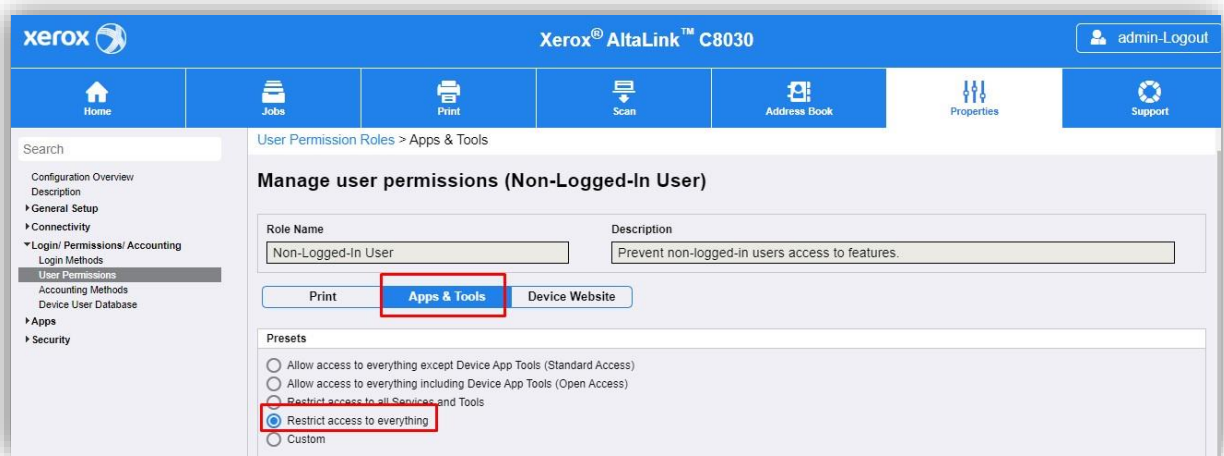 xerox
Xerox® AltaLink™ C8030
admin-Logout
Home
Jobs
Print
Scan
Address Book
Properties
Support
Search
Configuration Overview
Description
General Setup
Connectivity
Login/ Permissions/ Accounting
Login Methods
User Permissions
Accounting Methods
Device User Database
Apps
Security
User Permission Roles > Apps & Tools
Manage user permissions (Non-Logged-In User)
Role Name
Description
Non-Logged-In User
Prevent non-logged-in users access to features.
Print
Apps & Tools
Device Website
Presets
Allow access to everything except Device App Tools (Standard Access)
Allow access to everything including Device App Tools (Open Access)
Restrict access to all Services and Tools
Restrict access to everything
Custom